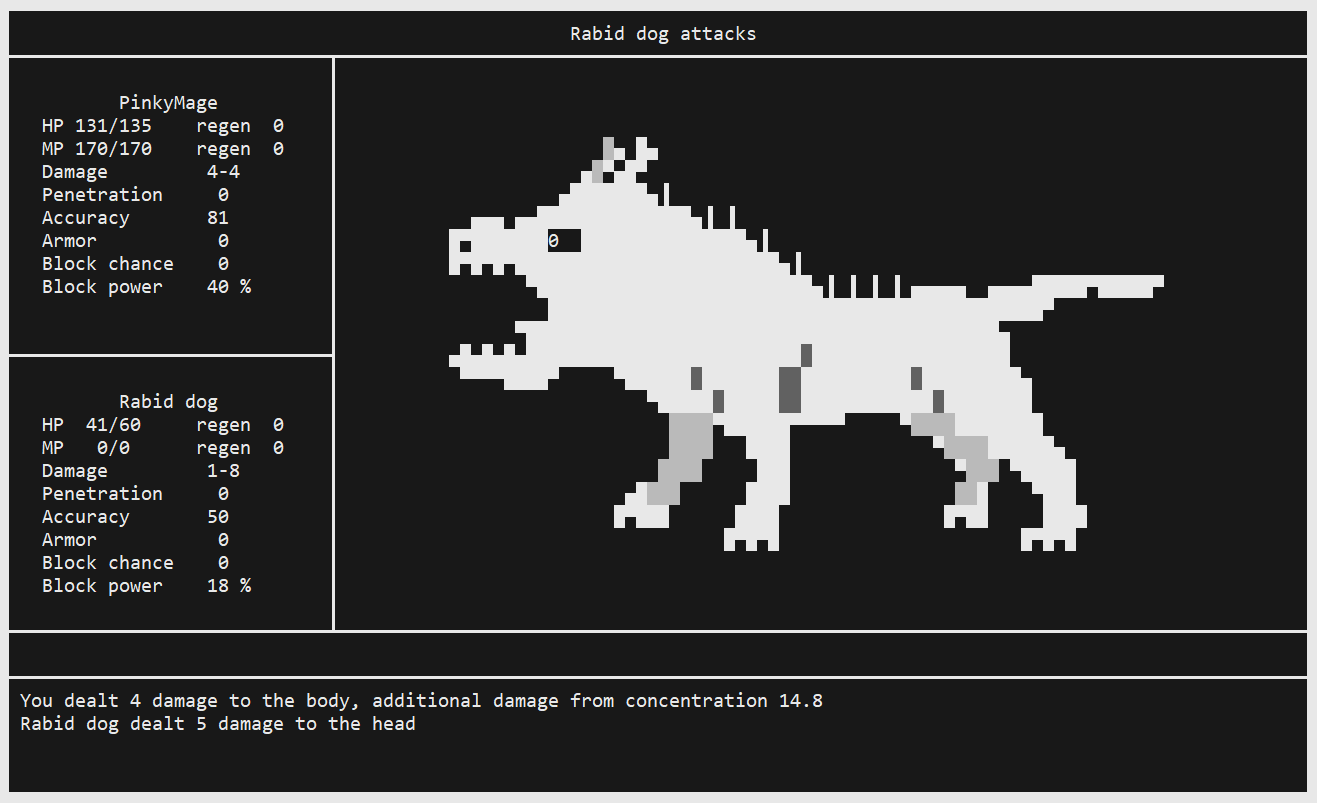 Rabid dog attacks
PinkyMage
HP 131/135 regen 0
MP 170/170 regen 0
Damage 4-4
Penetration 0
Accuracy 81
Armor 0
Block chance 0
Block power 40 %
0
Rabid dog
HP 41/60 regen 0
MP 0/0 regen 0
Damage 1-8
Penetration 0
Accuracy 50
Armor 0
Block chance 0
Block power 18 %
You dealt 4 damage to the body, additional damage from concentration 14.8
Rabid dog dealt 5 damage to the head